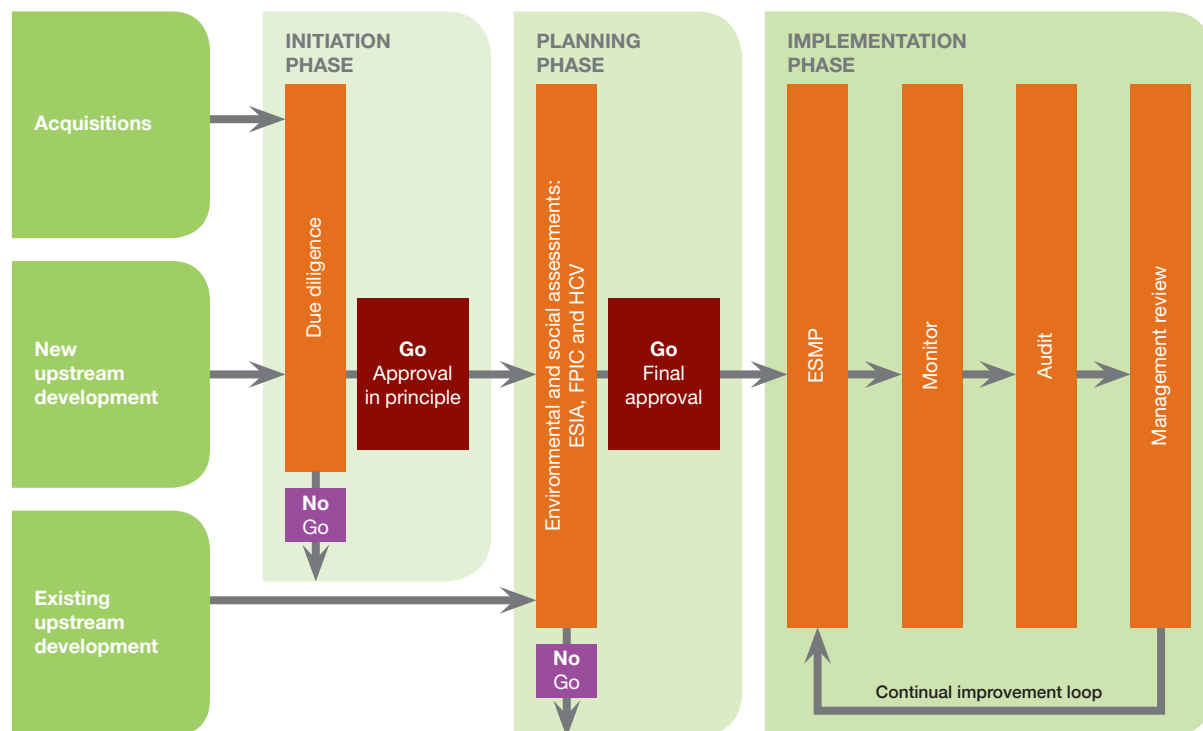 INITIATION
PHASE
PLANNING
PHASE
IMPLEMENTATION
PHASE
Acquisitions
New
upstream
development
Existing
upstream
development
Due diligence
Go
Approval
in principle
No
Go
Environmental and social assessments:
ESIA, FPIC and HCV
Go
Final
approval
No
Go
ESMP
Monitor
Audit
Management review
Continual improvement loop